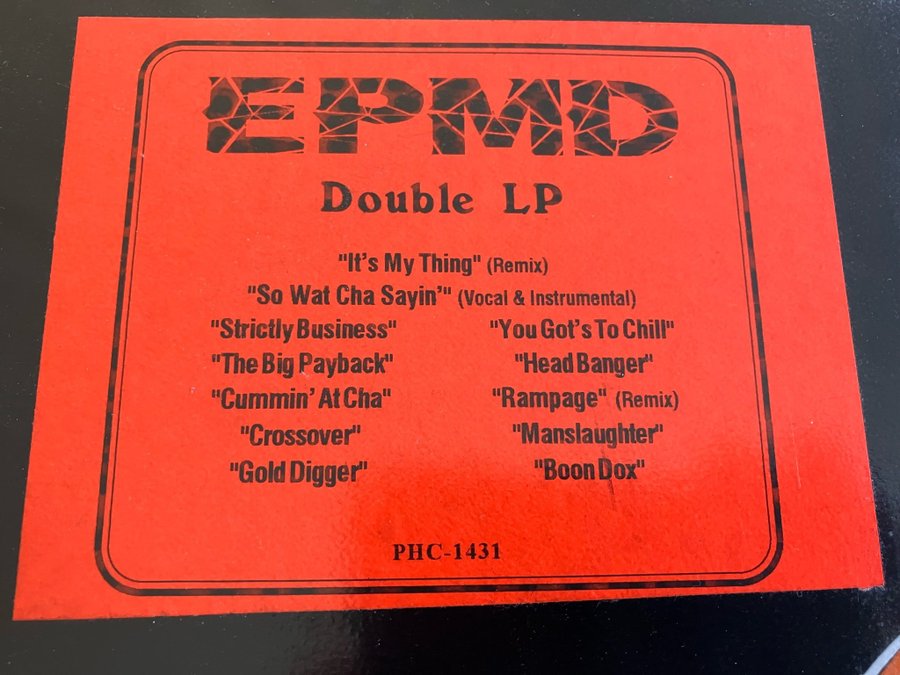 EPMD
Double LP
"It's My Thing" (Remix)
"So Wat Cha Sayin'" (Vocal & Instrumental)
"Strictly Business" "You Got's To Chill"
"The Big Payback" "Head Banger"
"Cummin' At Cha" "Rampage" (Remix)
"Crossover" "Manslaughter"
"Gold Digger" "Boon Dox"
PHC-1431